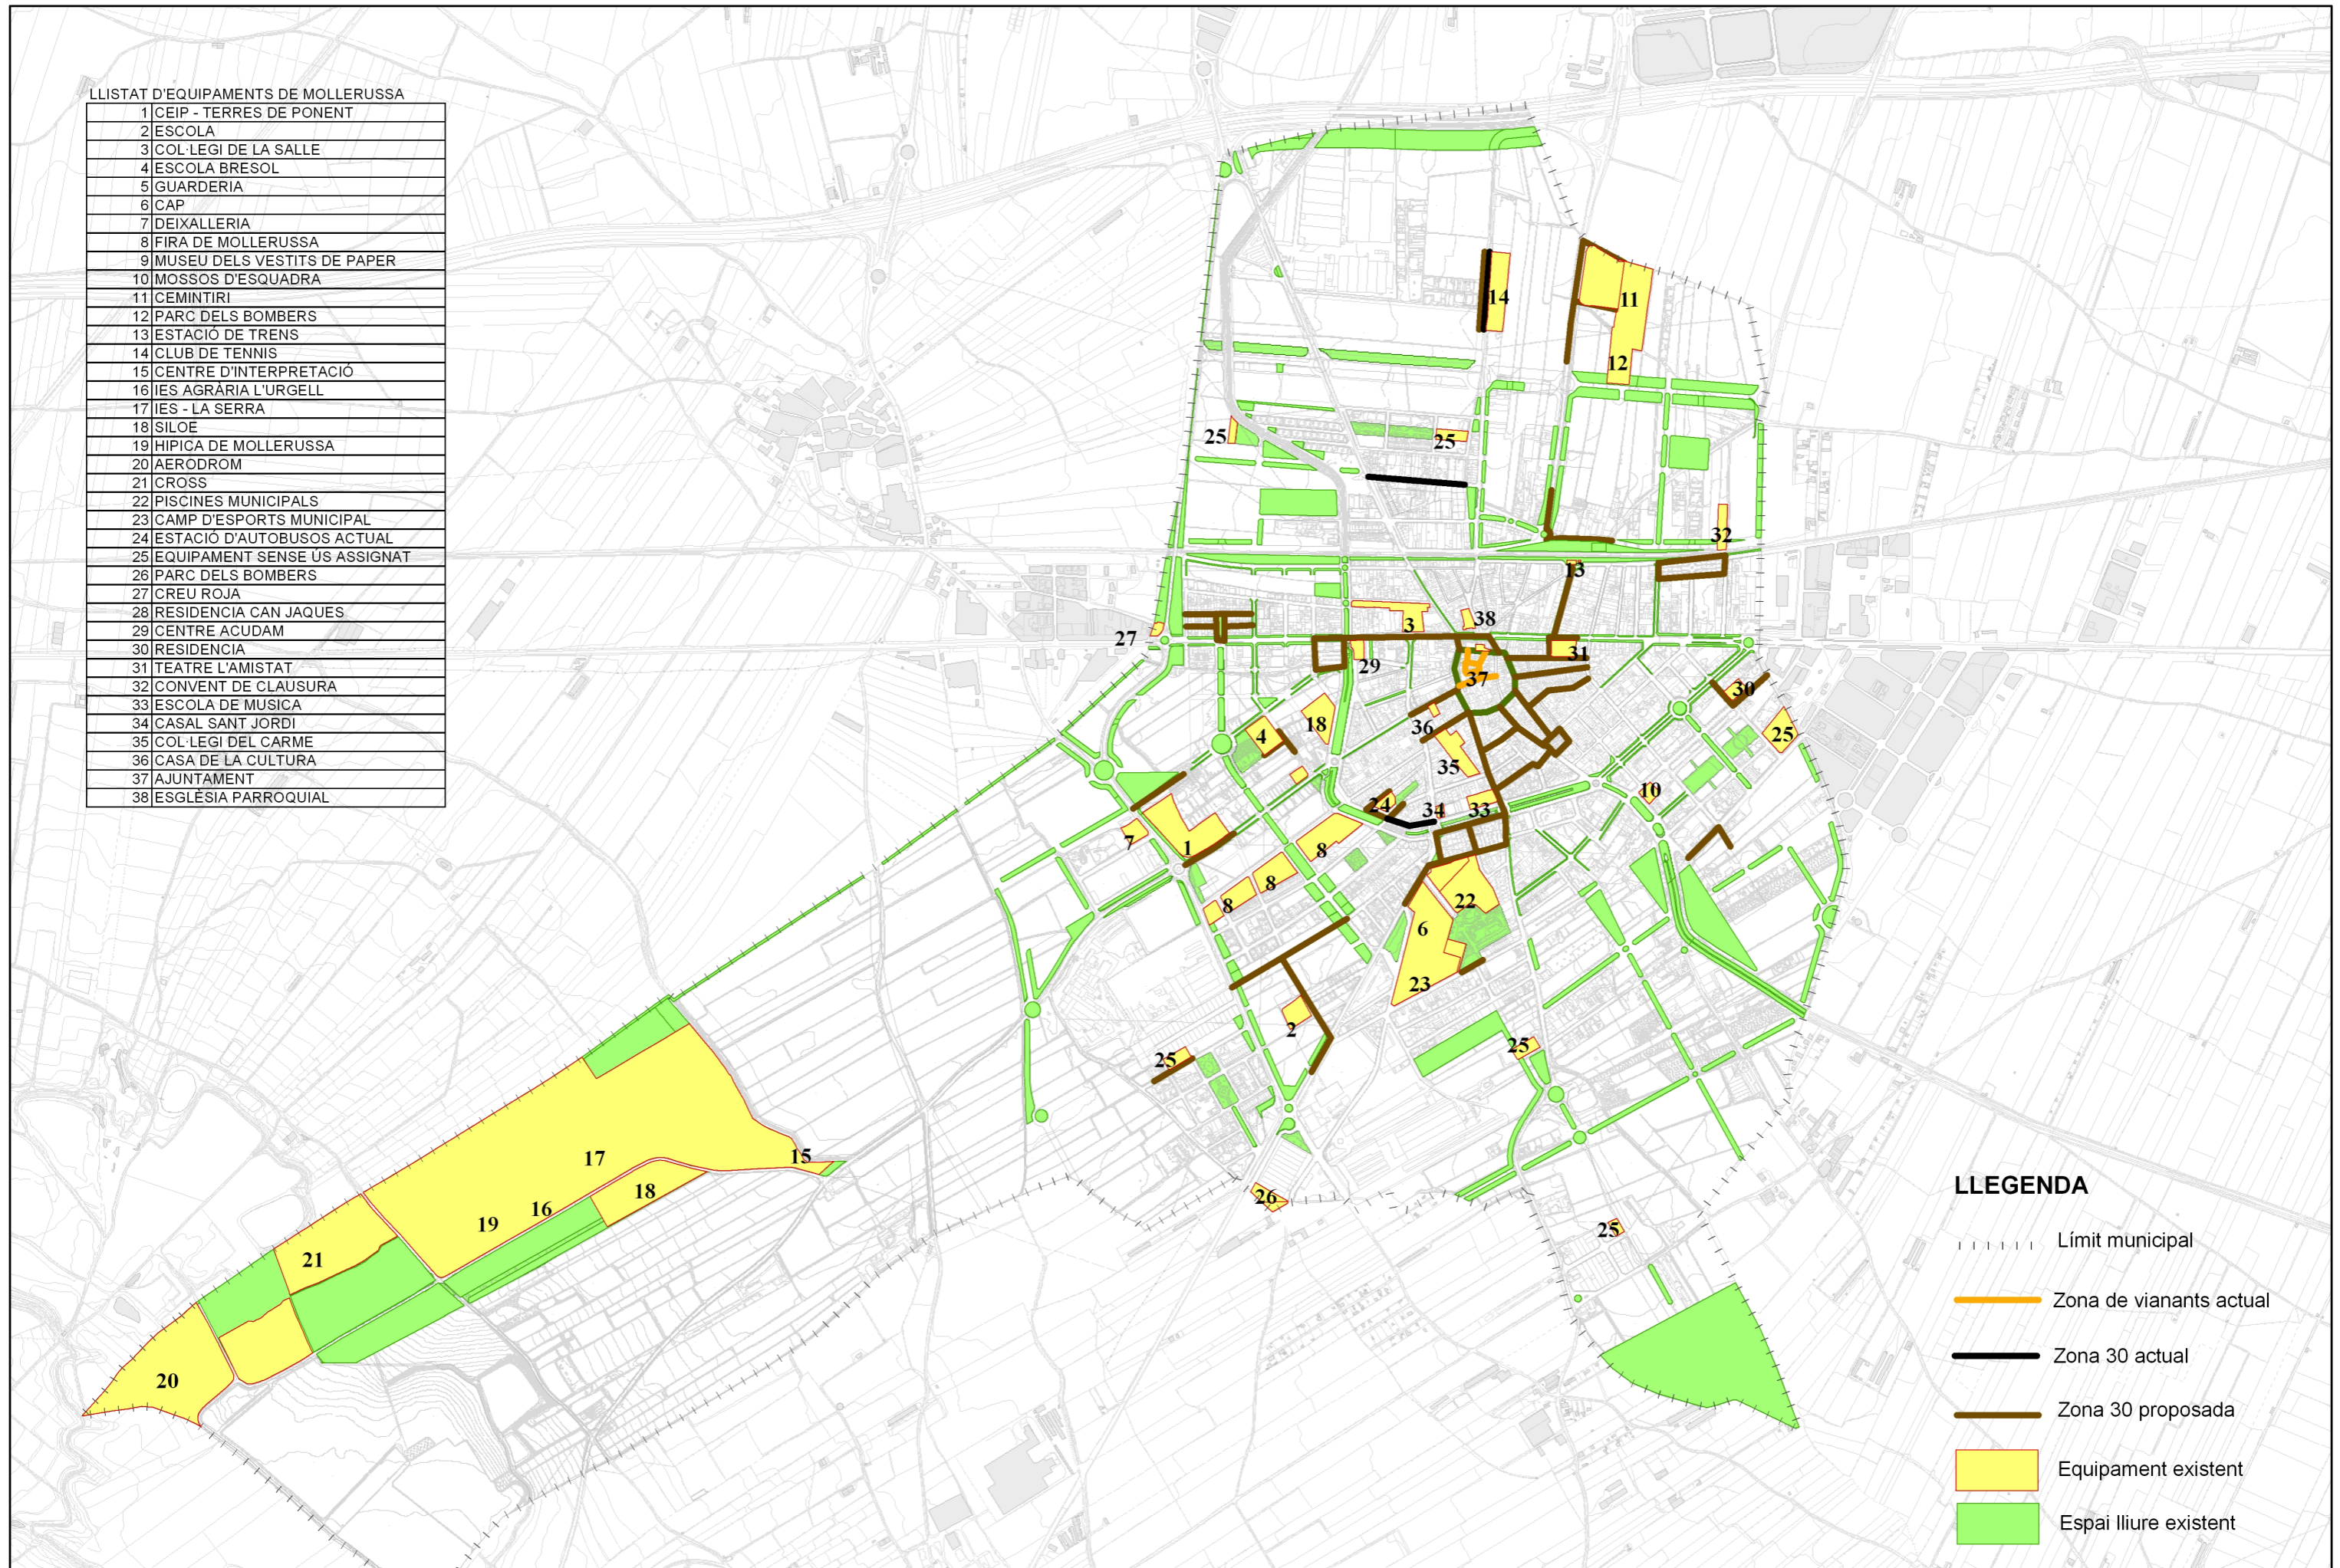 LLISTAT D'EQUIPAMENTS DE MOLLERUSSA
1 CEIP - TERRES DE PONENT
2 ESCOLA
3 COL·LEGI DE LA SALLE
4 ESCOLA BRESOL
5 GUARDERIA
6 CAP
7 DEIXALLERIA
8 FIRA DE MOLLERUSSA
9 MUSEU DELS VESTITS DE PAPER
10 MOSSOS D'ESQUADRA
11 CEMINTIRI
12 PARC DELS BOMBERS
13 ESTACIÓ DE TRENS
14 CLUB DE TENNIS
15 CENTRE D'INTERPRETACIÓ
16 IES AGRÀRIA L'URGELL
17 IES - LA SERRA
18 SILOE
19 HIPICA DE MOLLERUSSA
20 AERODROM
21 CROSS
22 PISCINES MUNICIPALS
23 CAMP D'ESPORTS MUNICIPAL
24 ESTACIÓ D'AUTOBUSOS ACTUAL
25 EQUIPAMENT SENSE ÚS ASSIGNAT
26 PARC DELS BOMBERS
27 CREU ROJA
28 RESIDENCIA CAN JAQUES
29 CENTRE ACUDAM
30 RESIDENCIA
31 TEATRE L'AMISTAT
32 CONVENT DE CLAUSURA
33 ESCOLA DE MUSICA
34 CASAL SANT JORDI
35 COL·LEGI DEL CARME
36 CASA DE LA CULTURA
37 AJUNTAMENT
38 ESGLÈSIA PARROQUIAL
14
11
12
25
25
32
13
3
38
27
29
31
37
30
18
36
25
4
35
10
24
34
33
7
1
8
8
22
8
6
23
2
25
25
17
15
18
26
16
19
25
21
20
LLEGENDA
Límit municipal
Zona de vianants actual
Zona 30 actual
Zona 30 proposada
Equipament existent
Espai lliure existent